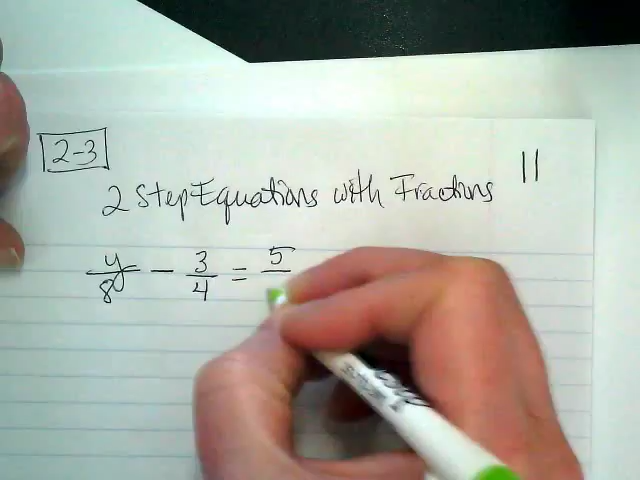 2-3
11
2 Step Equations with Fractions
y/8 - 3/4 = 5/